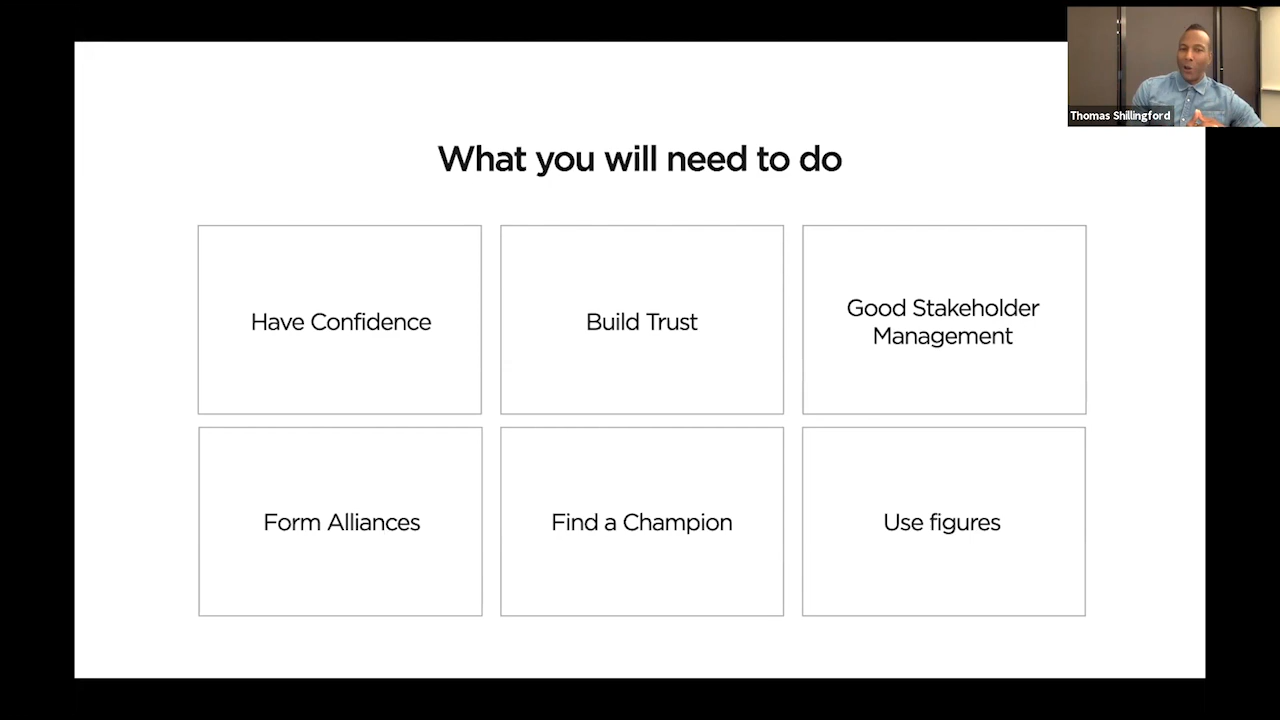 Thomas Shillingford
What you will need to do
Have Confidence
Build Trust
Good Stakeholder
Management
Form Alliances
Find a Champion
Use figures